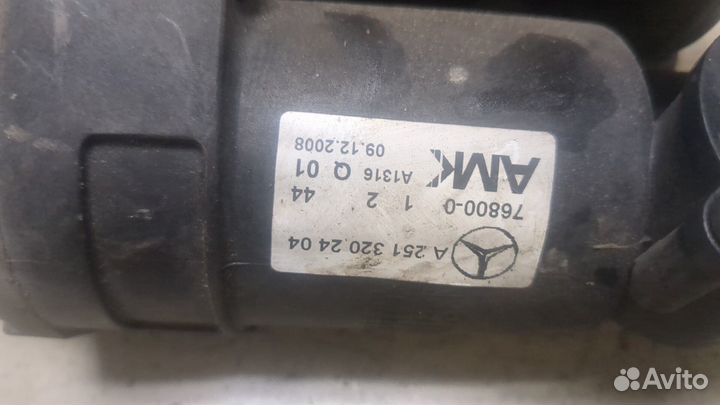 A 251 320 24 04
76800-0 1 2 44
AMK A1316 Q 01
09.12.2008
Avito